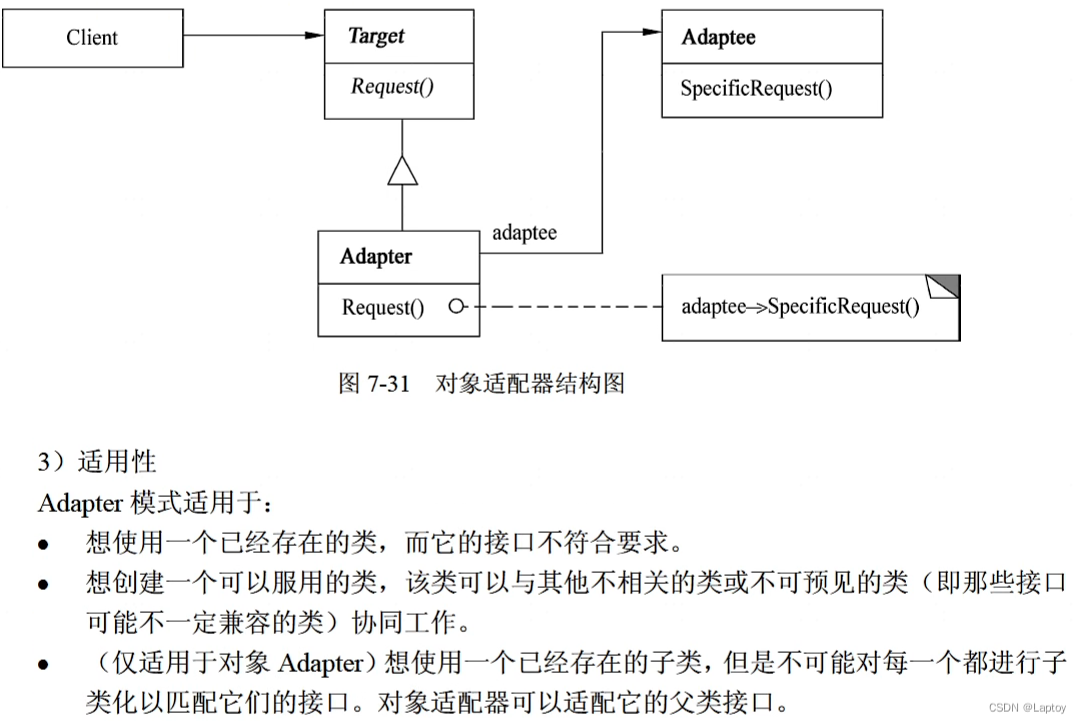 Client
Target
Request()
Adaptee
SpecificRequest()
adaptee
Adapter
Request()
adaptee->SpecificRequest()
图 7-31 对象适配器结构图
3）适用性
Adapter 模式适用于：
● 想使用一个已经存在的类，而它的接口不符合要求。
● 想创建一个可以服用的类，该类可以与其他不相关的类或不可预见的类（即那些接口
可能不一定兼容的类）协同工作。
● （仅适用于对象 Adapter）想使用一个已经存在的子类，但是不可能对每一个都进行子
类化以匹配它们的接口。对象适配器可以适配它的父类接口。
CSDN @Laptoy